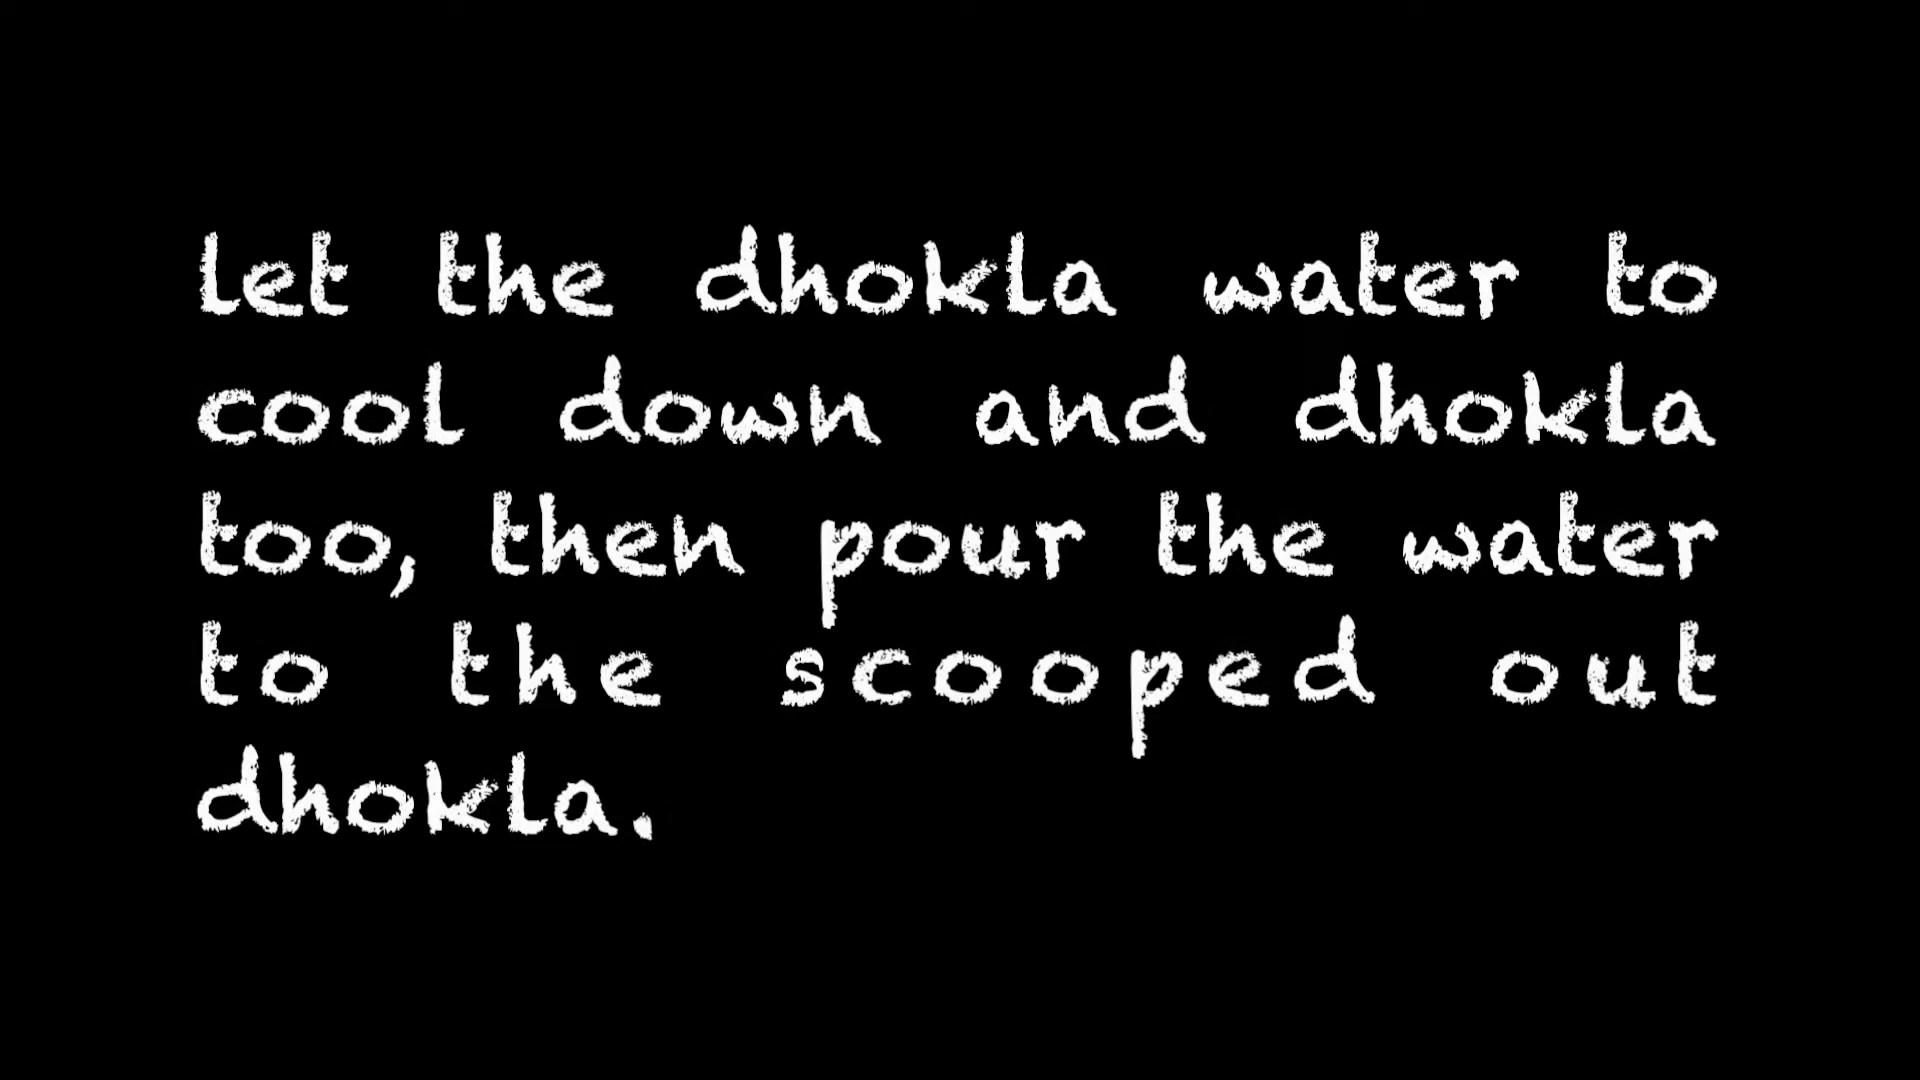 let the dhokla water to
cool down and dhokla
too, then pour the water
to the scooped out
dhokla.